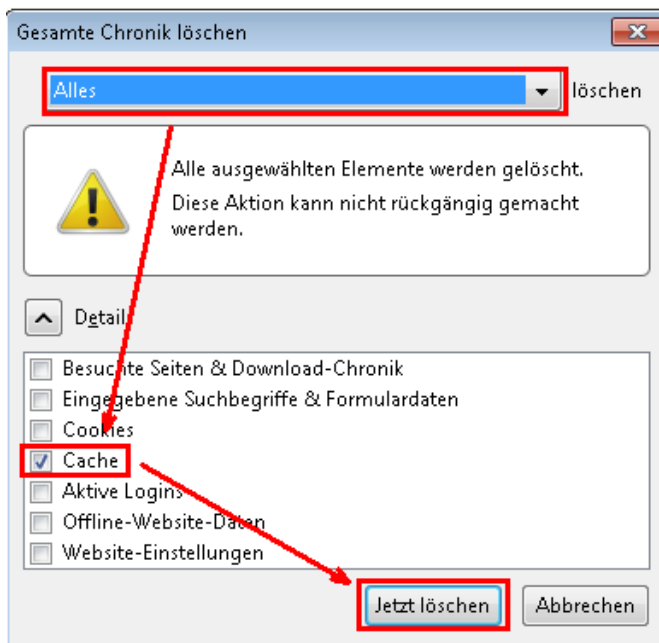 Gesamte Chronik löschen
Alles löschen
Alle ausgewählten Elemente werden gelöscht.
Diese Aktion kann nicht rückgängig gemacht
werden.
Details
Besuchte Seiten & Download-Chronik
Eingegebene Suchbegriffe & Formulardaten
Cookies
Cache
Aktive Logins
Offline-Website-Daten
Website-Einstellungen
Jetzt löschen Abbrechen